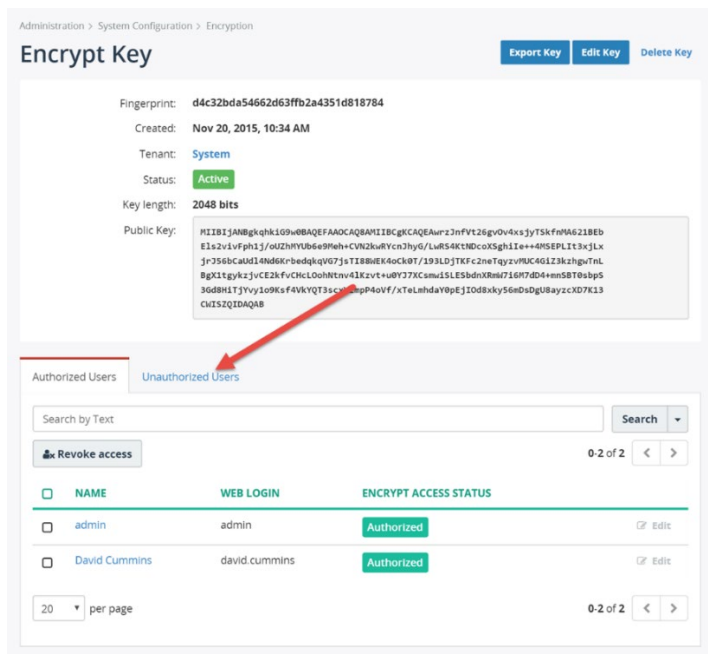 Administration > System Configuration > Encryption
Encrypt Key
Export Key Edit Key Delete Key
Fingerprint: d4c32bda54662d63ffb2a4351d818784
Created: Nov 20, 2015, 10:34 AM
Tenant: System
Status: Active
Key length: 2048 bits
Public Key:
Authorized Users Unauthorized Users
Search by Text Search
Revoke access 0-2 of 2
NAME WEB LOGIN ENCRYPT ACCESS STATUS
admin admin Authorized Edit
David Cummins david.cummins Authorized Edit
20 per page 0-2 of 2